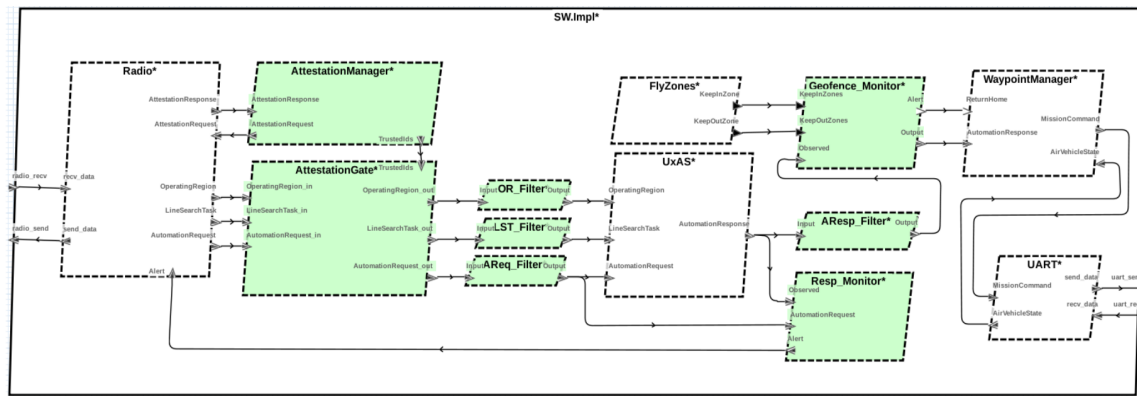 SW.Impl*
Radio*
AttestationResponse
AttestationRequest
OperatingRegion
LineSearchTask
AutomationRequest
Alert
radio_recv
recv_data
radio_send
send_data
AttestationManager*
AttestationResponse
AttestationRequest
TrustedIds
AttestationGate*
TrustedIds
OperatingRegion_in
OperatingRegion_out
LineSearchTask_in
LineSearchTask_out
AutomationRequest_in
AutomationRequest_out
Input OR_Filter* Output
Input LST_Filter* Output
Input AReq_Filter* Output
FlyZones*
KeepInZone
KeepOutZone
UxAS*
OperatingRegion
LineSearchTask
AutomationResponse
AutomationRequest
Geofence_Monitor*
KeepInZones
Alert
KeepOutZones
Output
Observed
AResp_Filter*
Input
Output
Resp_Monitor*
Observed
AutomationRequest
Alert
WaypointManager*
ReturnHome
MissionCommand
AutomationResponse
AirVehicleState
UART*
send_data
MissionCommand
recv_data
AirVehicleState
uart_se
uart_re